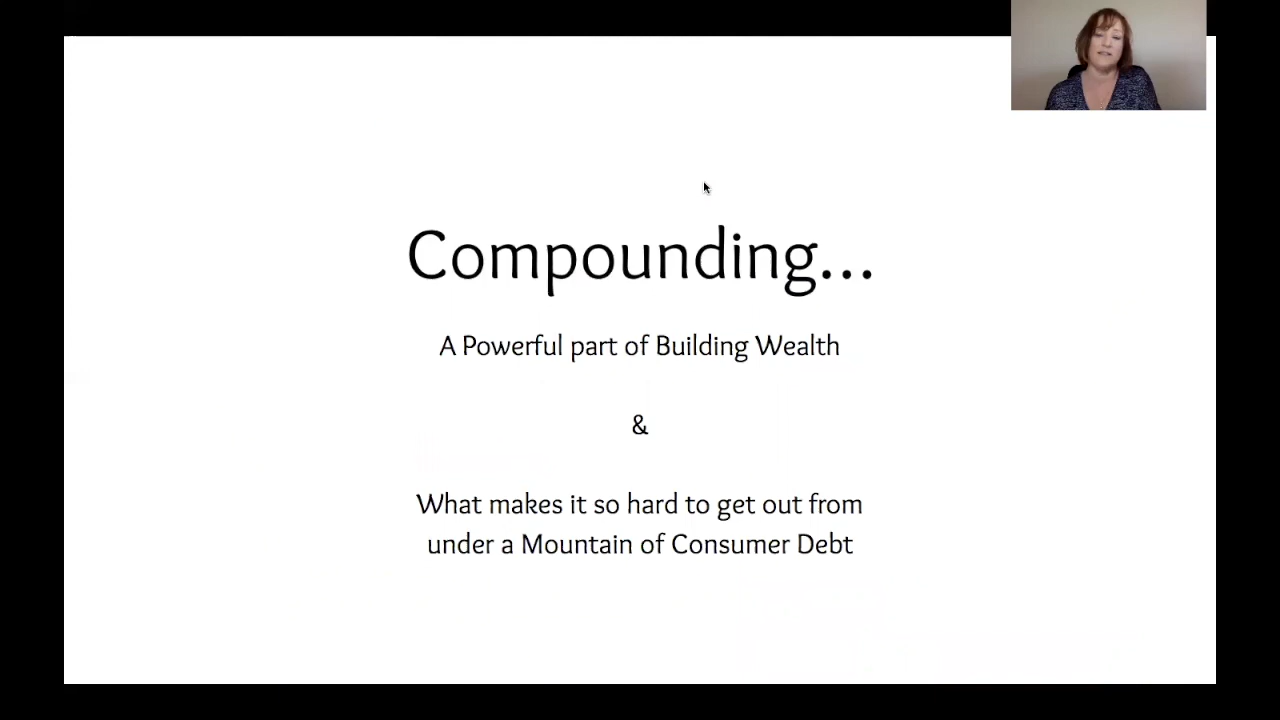 Compounding...
A Powerful part of Building Wealth
&
What makes it so hard to get out from
under a Mountain of Consumer Debt